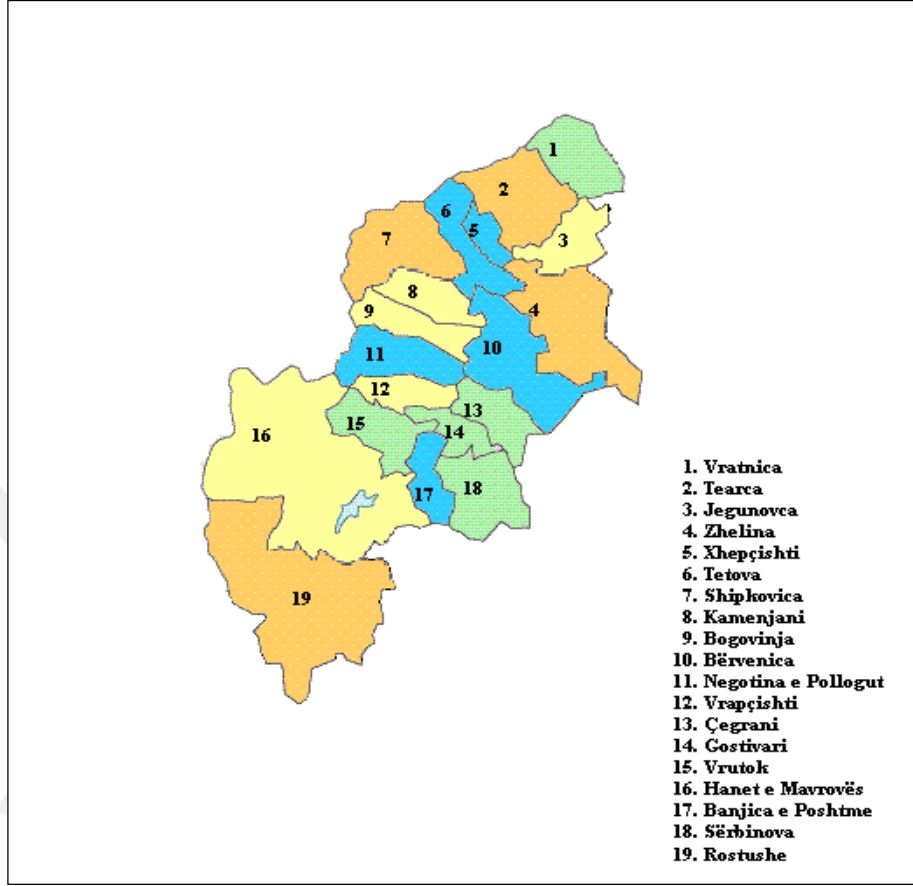 1
2
6
5
3
7
8
4
9
10
11
12
13
15
14
16
17
18
19
1. Vratnica
2. Tearca
3. Jegunovca
4. Zhelina
5. Xhepçishti
6. Tetova
7. Shipkovica
8. Kamenjani
9. Bogovinja
10. Bërvenica
11. Negotina e Pollogut
12. Vrapçishti
13. Çegrani
14. Gostivari
15. Vrutok
16. Hanet e Mavrovës
17. Banjica e Poshtme
18. Sërbinova
19. Rostushe